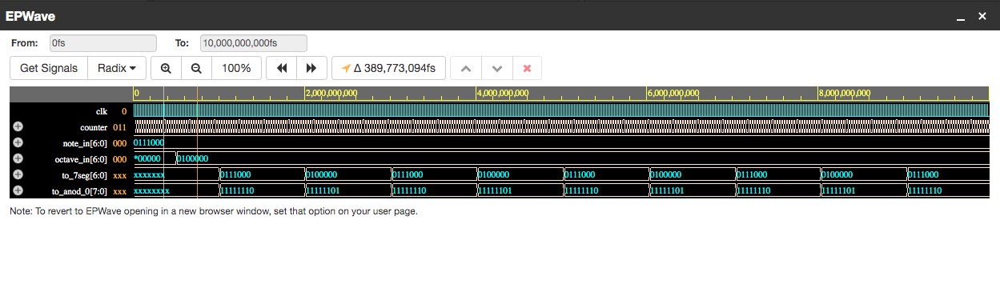 EPWave
From: 0fs To: 10,000,000,000fs
Get Signals Radix 100% Δ 389,773,094fs
0 2,000,000,000 4,000,000,000 6,000,000,000 8,000,000,000
clk 0
counter 011
note_in[6:0] 000 0111000
octave_in[6:0] 000 *00000 0100000
to_7seg[6:0] xxx xxxxxxx 0111000 0100000 0111000 0100000 0111000 0100000 0111000 0100000 0111000
to_anod_0[7:0] xxx xxxxxxxx 11111110 11111101 11111110 11111101 11111110 11111101 11111110 11111101 11111110
Note: To revert to EPWave opening in a new browser window, set that option on your user page.